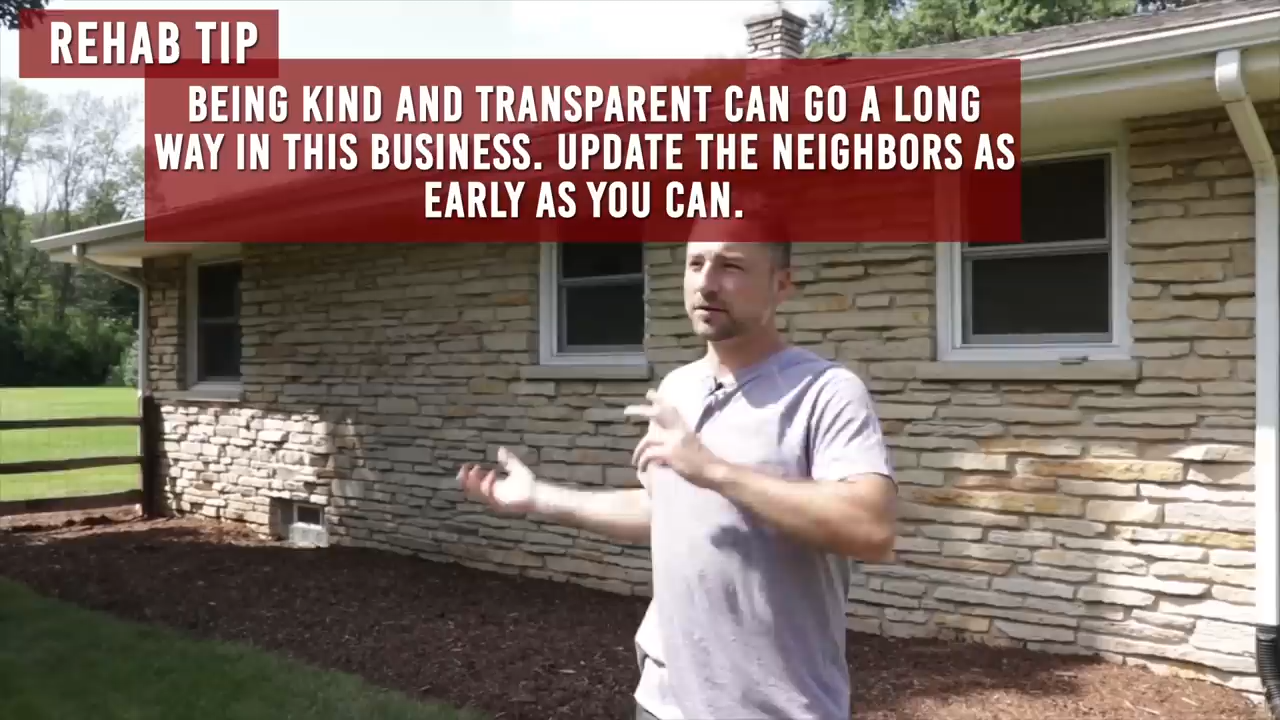 REHAB TIP
BEING KIND AND TRANSPARENT CAN GO A LONG
WAY IN THIS BUSINESS. UPDATE THE NEIGHBORS AS
EARLY AS YOU CAN.